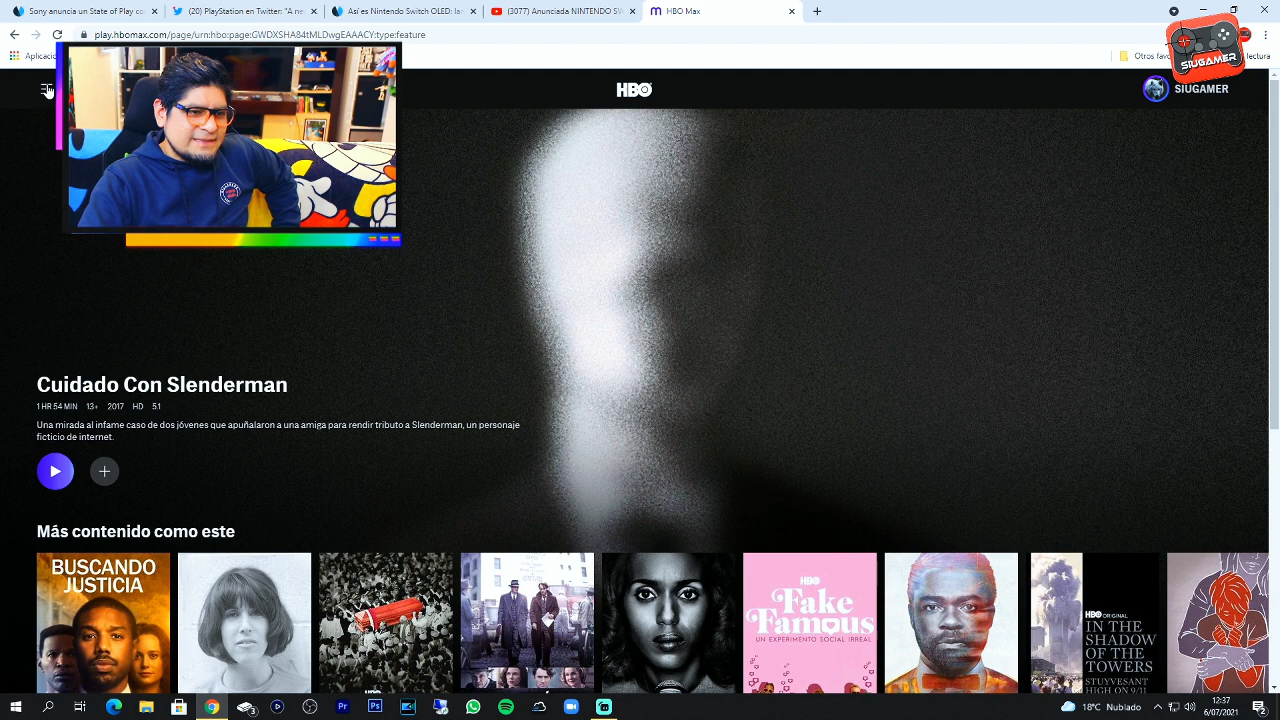 Sony anuncia un State of Play co
(20) PlayStation en Twitter: "A ne
Así es Nintendo Switch OLED: la
(3077) Anunciada NINTENDO SW
HBO Max
play.hbomax.com/page/urn:hbo:page:GWDXSHA84tMLDwgEAAACY:type:feature
Aplicacio
Otros favo
lectura
SIUGAMER
HBO
SIUGAMER
Cuidado Con Slenderman
1 HR 54 MIN 13+ 2017 HD 5.1
Una mirada al infame caso de dos jóvenes que apuñalaron a una amiga para rendir tributo a Slenderman, un personaje
ficticio de internet.
Más contenido como este
BUSCANDO
JUSTICIA
HBO
Fake
Famous
UN EXPERIMENTO SOCIAL IRREAL
HBO ORIGINAL
IN THE
SHADOW
OF THE
TOWERS
STUYVESANT
HIGH ON 9/11
18°C Nublado
12:37
6/07/2021